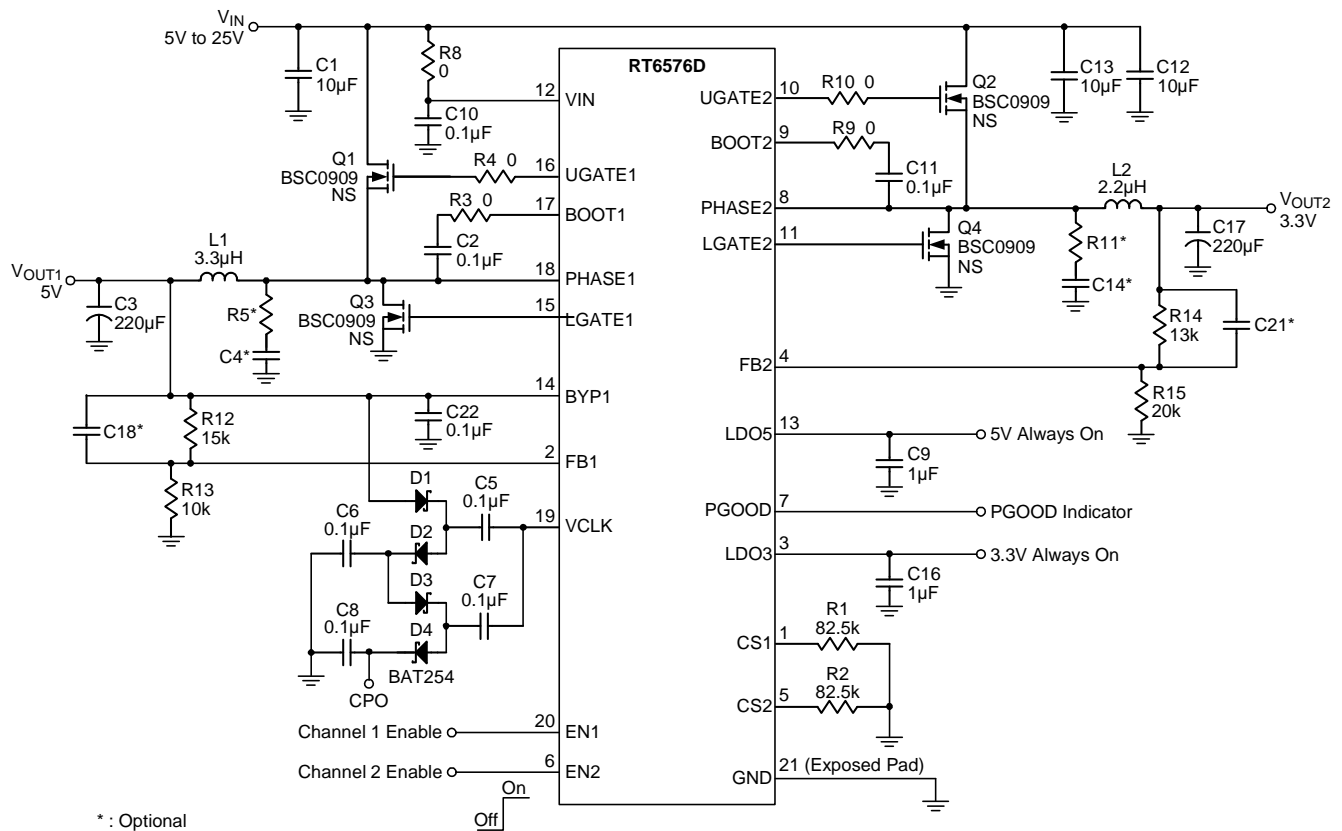 VIN
5V to 25V
C1
10µF
R8
0
RT6576D
12
VIN
C10
0.1µF
Q1
BSC0909
NS
R4 0
16
UGATE1
R3 0
17
BOOT1
C2
0.1µF
L1
3.3µH
VOUT1
5V
18
PHASE1
C3
220µF
R5*
C4*
Q3
BSC0909
NS
15
LGATE1
14
BYP1
C22
0.1µF
C18*
R12
15k
2
FB1
R13
10k
D1
C5
0.1µF
19
VCLK
C6
0.1µF
D2
D3
C7
0.1µF
C8
0.1µF
D4
BAT254
CPO
Channel 1 Enable
20
EN1
Channel 2 Enable
6
EN2
On
Off
* : Optional
UGATE2
10
R10 0
Q2
BSC0909
NS
C13
10µF
C12
10µF
BOOT2
9
R9 0
C11
0.1µF
L2
2.2µH
PHASE2
8
VOUT2
3.3V
LGATE2
11
Q4
BSC0909
NS
R11*
C14*
C17
220µF
R14
13k
C21*
FB2
4
R15
20k
LDO5
13
5V Always On
C9
1µF
PGOOD
7
PGOOD Indicator
LDO3
3
3.3V Always On
C16
1µF
CS1
1
R1
82.5k
CS2
5
R2
82.5k
GND
21 (Exposed Pad)